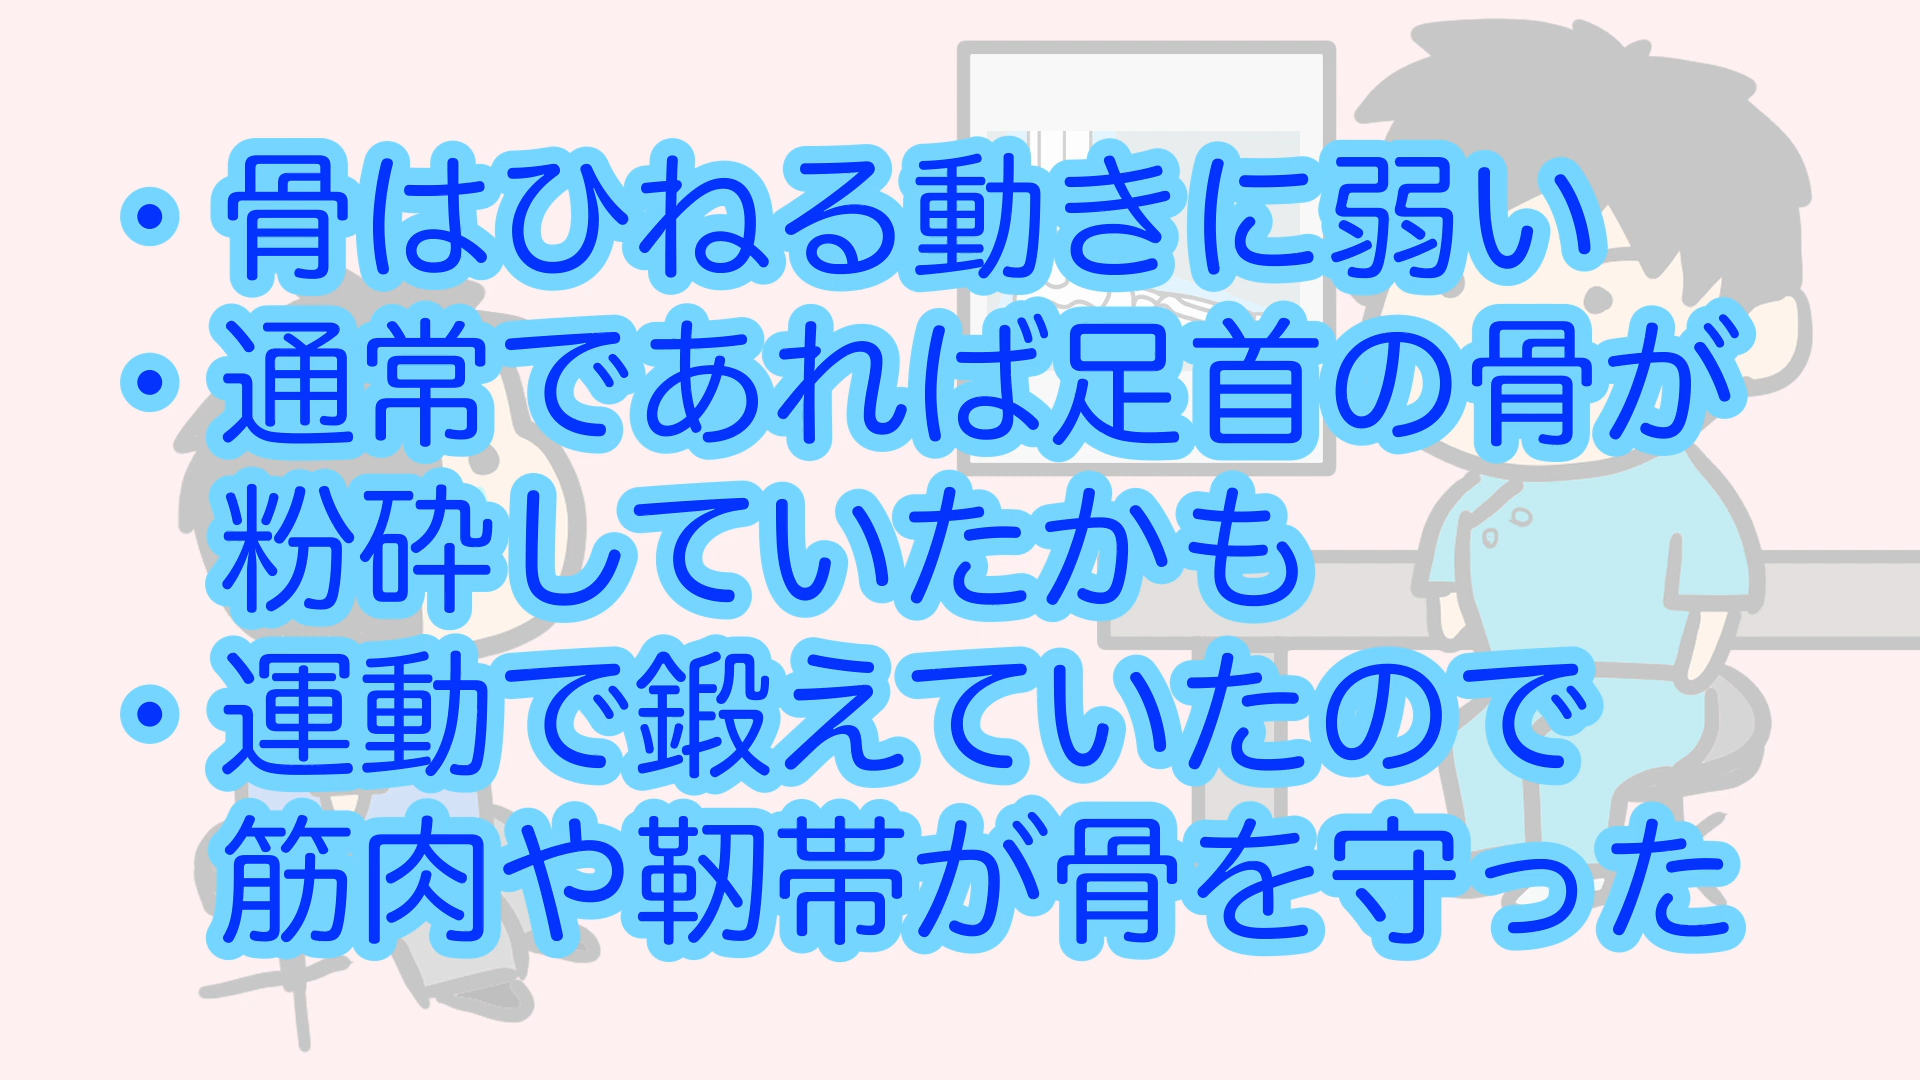 ・骨はひねる動きに弱い
・通常であれば足首の骨が
粉砕していたかも
・運動で鍛えていたので
筋肉や靭帯が骨を守った